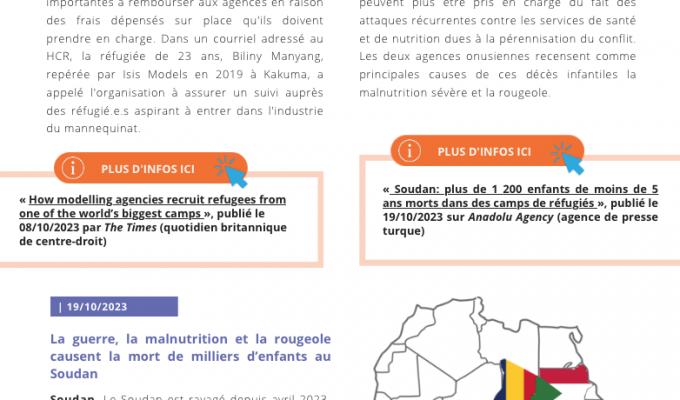 importantes à rembourser aux agences en raison
des frais dépensés sur place qu'ils doivent
prendre en charge. Dans un courriel adressé au
HCR, la réfugiée de 23 ans, Biliny Manyang,
repérée par Isis Models en 2019 à Kakuma, a
appelé l'organisation à assurer un suivi auprès
des réfugié.e.s aspirant à entrer dans l'industrie
du mannequinat.
PLUS D'INFOS ICI
« How modelling agencies recruit refugees from
one of the world's biggest camps », publié le
08/10/2023 par The Times (quotidien britannique
de centre-droit)
| 19/10/2023
La guerre, la malnutrition et la rougeole
causent la mort de milliers d'enfants au
Soudan
Soudan. Le Soudan est ravagé depuis avril 2023
peuvent plus être pris en charge du fait des
attaques récurrentes contre les services de santé
et de nutrition dues à la pérennisation du conflit.
Les deux agences onusiennes recensent comme
principales causes de ces décès infantiles la
malnutrition sévère et la rougeole.
PLUS D'INFOS ICI
« Soudan: plus de 1 200 enfants de moins de 5
ans morts dans des camps de réfugiés », publié le
19/10/2023 sur Anadolu Agency (agence de presse
turque)